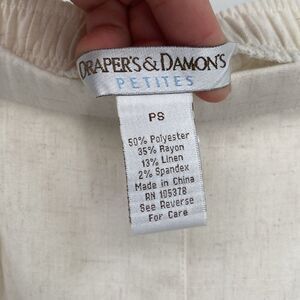 DRAPER'S & DAMON'S
PETITES
PS
50% Polyester
35% Rayon
13% Linen
2% Spandex
Made in China
RN 105378
See Reverse
For Care